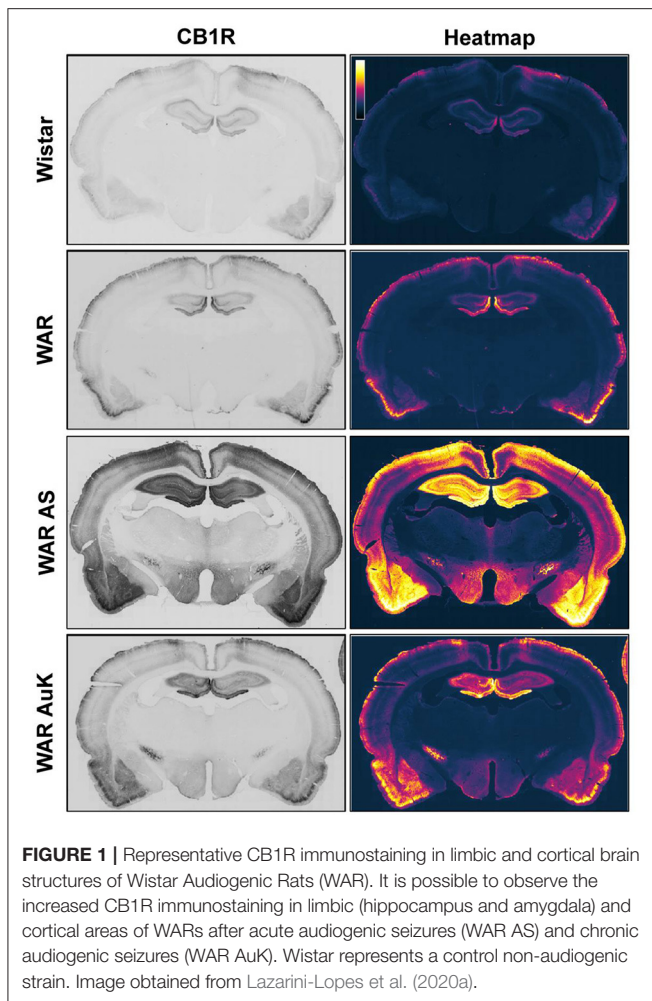 CB1R Heatmap
Wistar
WAR
WAR AS
WAR AuK
FIGURE 1 | Representative CB1R immunostaining in limbic and cortical brain
structures of Wistar Audiogenic Rats (WAR). It is possible to observe the
increased CB1R immunostaining in limbic (hippocampus and amygdala) and
cortical areas of WARs after acute audiogenic seizures (WAR AS) and chronic
audiogenic seizures (WAR AuK). Wistar represents a control non-audiogenic
strain. Image obtained from Lazarini-Lopes et al. (2020a).